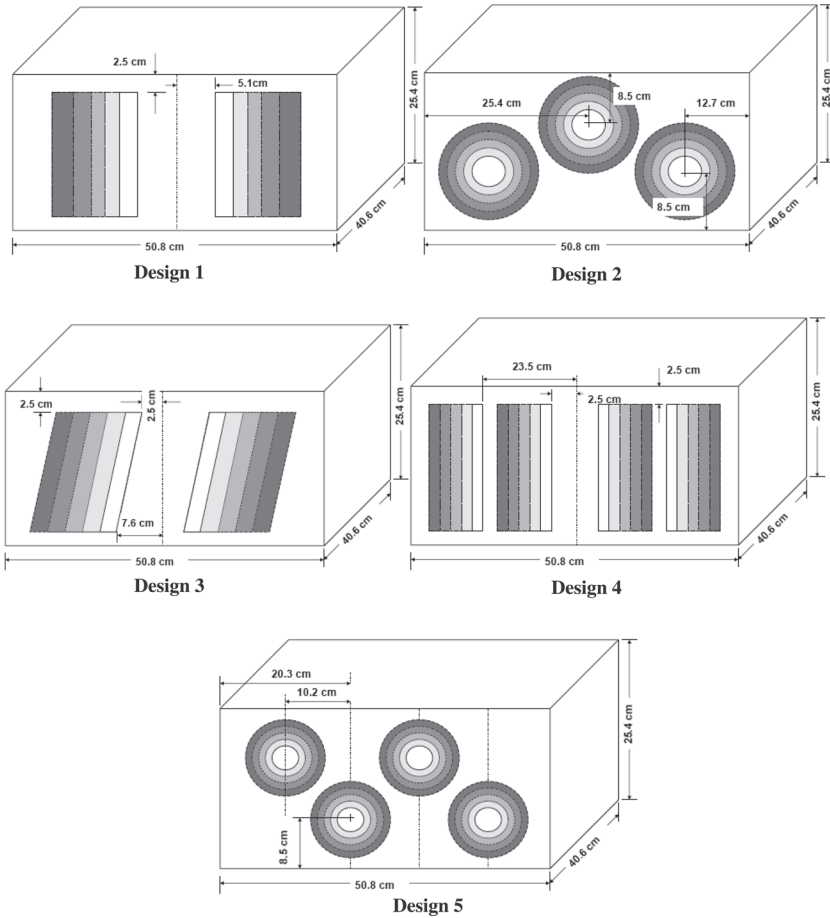 2.5 cm
5.1cm
25.4 cm
50.8 cm
40.6 cm
Design 1
25.4 cm
8.5 cm
12.7 cm
8.5 cm
25.4 cm
50.8 cm
40.6 cm
Design 2
2.5 cm
2.5 cm
7.6 cm
25.4 cm
50.8 cm
40.6 cm
Design 3
23.5 cm
2.5 cm
2.5 cm
25.4 cm
50.8 cm
40.6 cm
Design 4
20.3 cm
10.2 cm
8.5 cm
25.4 cm
50.8 cm
40.6 cm
Design 5